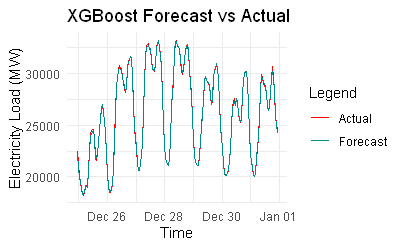 XGBoost Forecast vs Actual
Electricity Load (MW)
30000
25000
20000
Dec 26
Dec 28
Dec 30
Jan 01
Time
Legend
Actual
Forecast